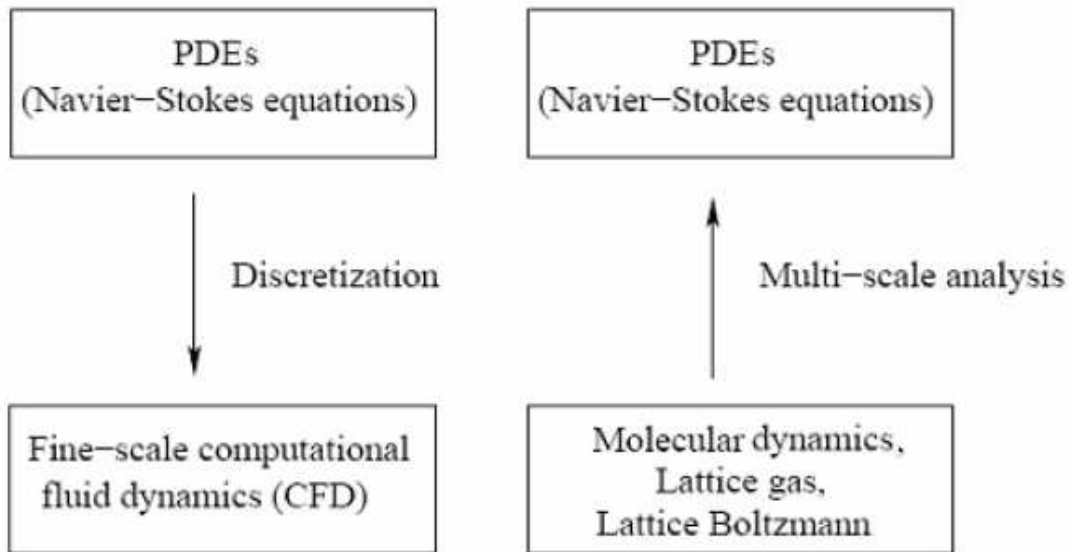 PDEs
(Navier−Stokes equations)
PDEs
(Navier−Stokes equations)
Discretization
Multi−scale analysis
Fine−scale computational
fluid dynamics (CFD)
Molecular dynamics,
Lattice gas,
Lattice Boltzmann